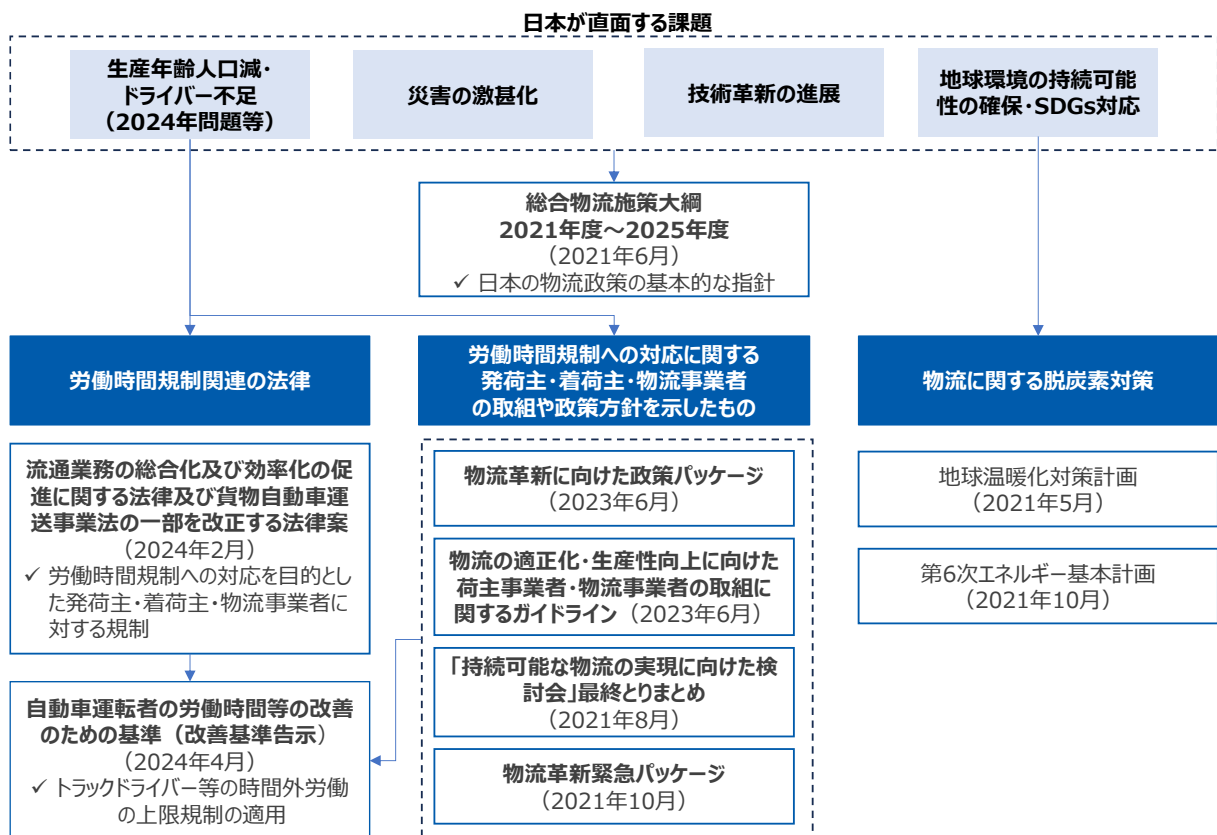 日本が直面する課題
生産年齢人口減・
ドライバー不足
（2024年問題等）
災害の激甚化
技術革新の進展
地球環境の持続可能
性の確保・SDGs対応
総合物流施策大綱
2021年度～2025年度
（2021年6月）
✓ 日本の物流政策の基本的な指針
労働時間規制関連の法律
労働時間規制への対応に関する
発荷主・着荷主・物流事業者
の取組や政策方針を示したもの
物流に関する脱炭素対策
流通業務の総合化及び効率化の促
進に関する法律及び貨物自動車運
送事業法の一部を改正する法律案
（2024年2月）
✓ 労働時間規制への対応を目的とし
た発荷主・着荷主・物流事業者に
対する規制
自動車運転者の労働時間等の改善
のための基準（改善基準告示）
（2024年4月）
✓ トラックドライバー等の時間外労働
の上限規制の適用
物流革新に向けた政策パッケージ
（2023年6月）
物流の適正化・生産性向上に向けた
荷主事業者・物流事業者の取組に
関するガイドライン（2023年6月）
「持続可能な物流の実現に向けた検
討会」最終とりまとめ
（2021年8月）
物流革新緊急パッケージ
（2021年10月）
地球温暖化対策計画
（2021年5月）
第6次エネルギー基本計画
（2021年10月）